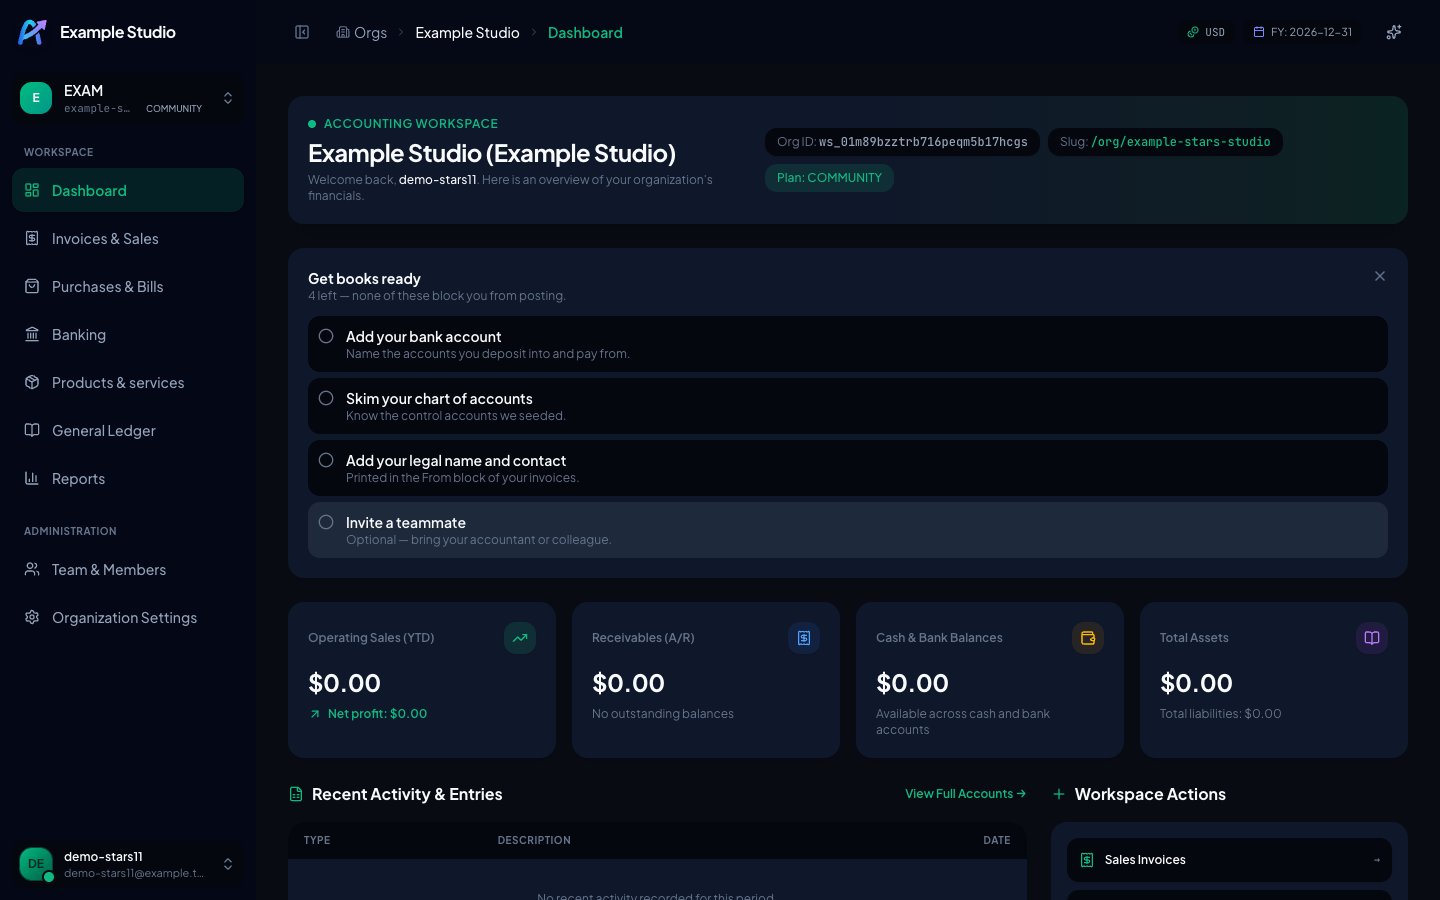 Example Studio
EXAM
example-s...
COMMUNITY
WORKSPACE
Dashboard
Invoices & Sales
Purchases & Bills
Banking
Products & services
General Ledger
Reports
ADMINISTRATION
Team & Members
Organization Settings
DE
demo-stars11
demo-stars11@example.t...
Orgs
Example Studio
Dashboard
USD
FY: 2026-12-31
ACCOUNTING WORKSPACE
Example Studio (Example Studio)
Welcome back, demo-stars11. Here is an overview of your organization's
financials.
Org ID: ws_01m89bzztrb716peqm5b17hcgs
Slug: /org/example-stars-studio
Plan: COMMUNITY
Get books ready
4 left — none of these block you from posting.
Add your bank account
Name the accounts you deposit into and pay from.
Skim your chart of accounts
Know the control accounts we seeded.
Add your legal name and contact
Printed in the From block of your invoices.
Invite a teammate
Optional — bring your accountant or colleague.
Operating Sales (YTD)
$0.00
Net profit: $0.00
Receivables (A/R)
$0.00
No outstanding balances
Cash & Bank Balances
$0.00
Available across cash and bank
accounts
Total Assets
$0.00
Total liabilities: $0.00
Recent Activity & Entries
View Full Accounts →
TYPE
DESCRIPTION
DATE
No recent activity recorded for this period
Workspace Actions
Sales Invoices
→
E